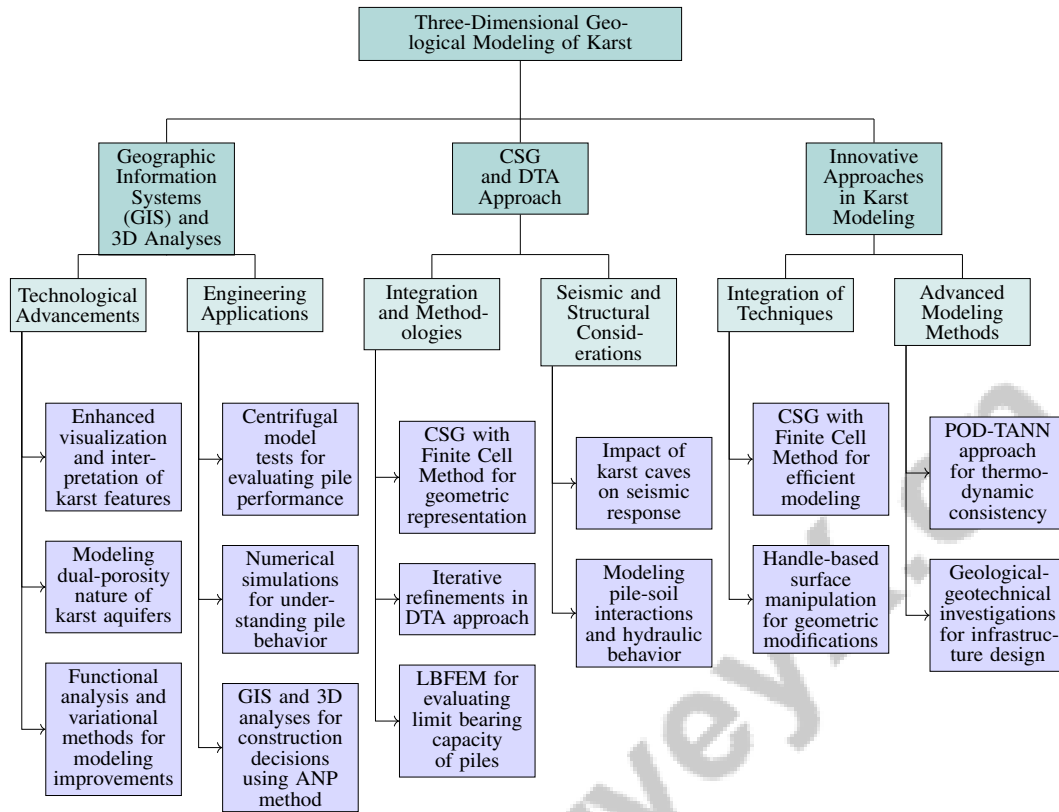 Three-Dimensional Geo-
logical Modeling of Karst
Geographic
Information
Systems
(GIS) and
3D Analyses
CSG
and DTA
Approach
Innovative
Approaches
in Karst
Modeling
Technological
Advancements
Engineering
Applications
Integration
and Method-
ologies
Seismic and
Structural
Consid-
erations
Integration of
Techniques
Advanced
Modeling
Methods
Enhanced
visualization
and inter-
pretation of
karst features
Modeling
dual-porosity
nature of
karst aquifers
Functional
analysis and
variational
methods for
modeling
improvements
Centrifugal
model
tests for
evaluating pile
performance
Numerical
simulations
for under-
standing pile
behavior
GIS and 3D
analyses for
construction
decisions
using ANP
method
CSG with
Finite Cell
Method for
geometric
representation
Iterative
refinements in
DTA approach
LBFEM for
evaluating
limit bearing
capacity
of piles
Impact of
karst caves
on seismic
response
Modeling
pile-soil
interactions
and hydraulic
behavior
CSG with
Finite Cell
Method for
efficient
modeling
Handle-based
surface
manipulation
for geometric
modifications
POD-TANN
approach
for thermo-
dynamic
consistency
Geological-
geotechnical
investigations
for infrastruc-
ture design